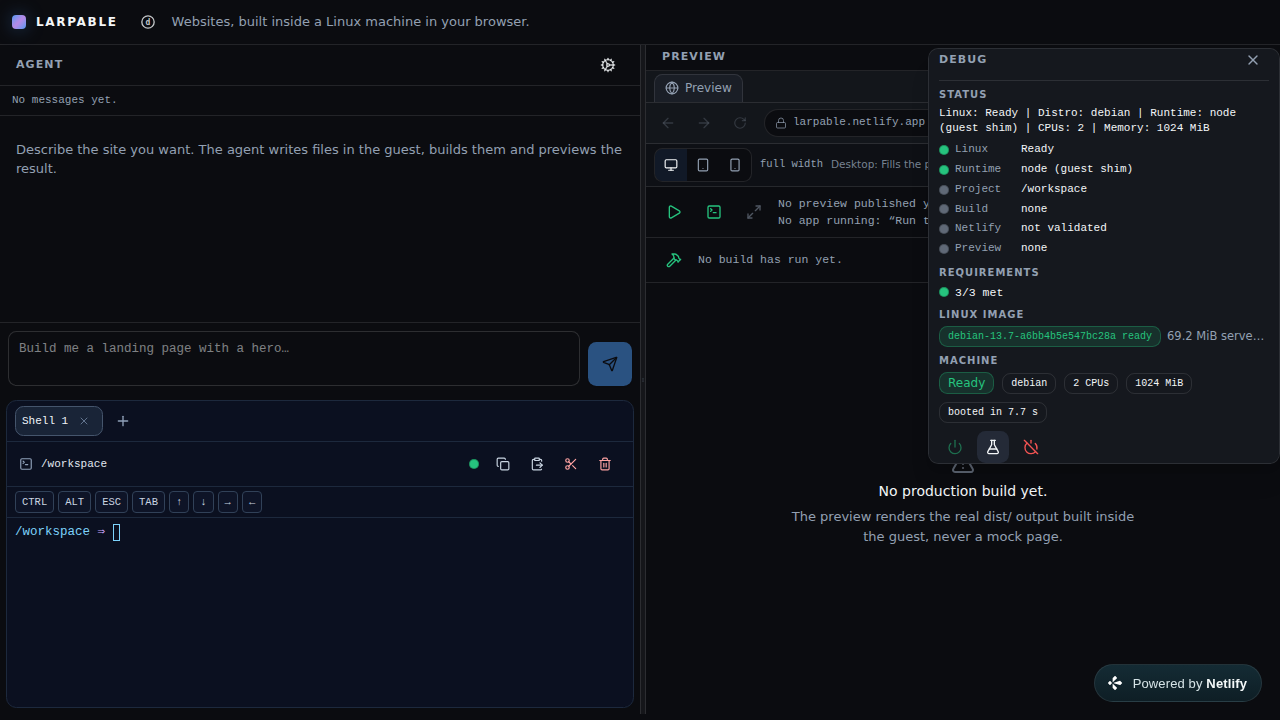 LARPABLE
d
Websites, built inside a Linux machine in your browser.
AGENT
No messages yet.
Describe the site you want. The agent writes files in the guest, builds them and previews the
result.
Build me a landing page with a hero…
Shell 1
/workspace
CTRL
ALT
ESC
TAB
↑
↓
→
←
/workspace ⇒
PREVIEW
Preview
larpable.netlify.app
full width
Desktop: Fills the
No preview published
No app running: “Run
No build has run yet.
No production build yet.
The preview renders the real dist/ output built inside
the guest, never a mock page.
DEBUG
STATUS
Linux: Ready | Distro: debian | Runtime: node
(guest shim) | CPUs: 2 | Memory: 1024 MiB
Linux Ready
Runtime node (guest shim)
Project /workspace
Build none
Netlify not validated
Preview none
REQUIREMENTS
3/3 met
LINUX IMAGE
debian-13.7-a6bb4b5e547bc28a ready
69.2 MiB serve…
MACHINE
Ready
debian
2 CPUs
1024 MiB
booted in 7.7 s
Powered by Netlify